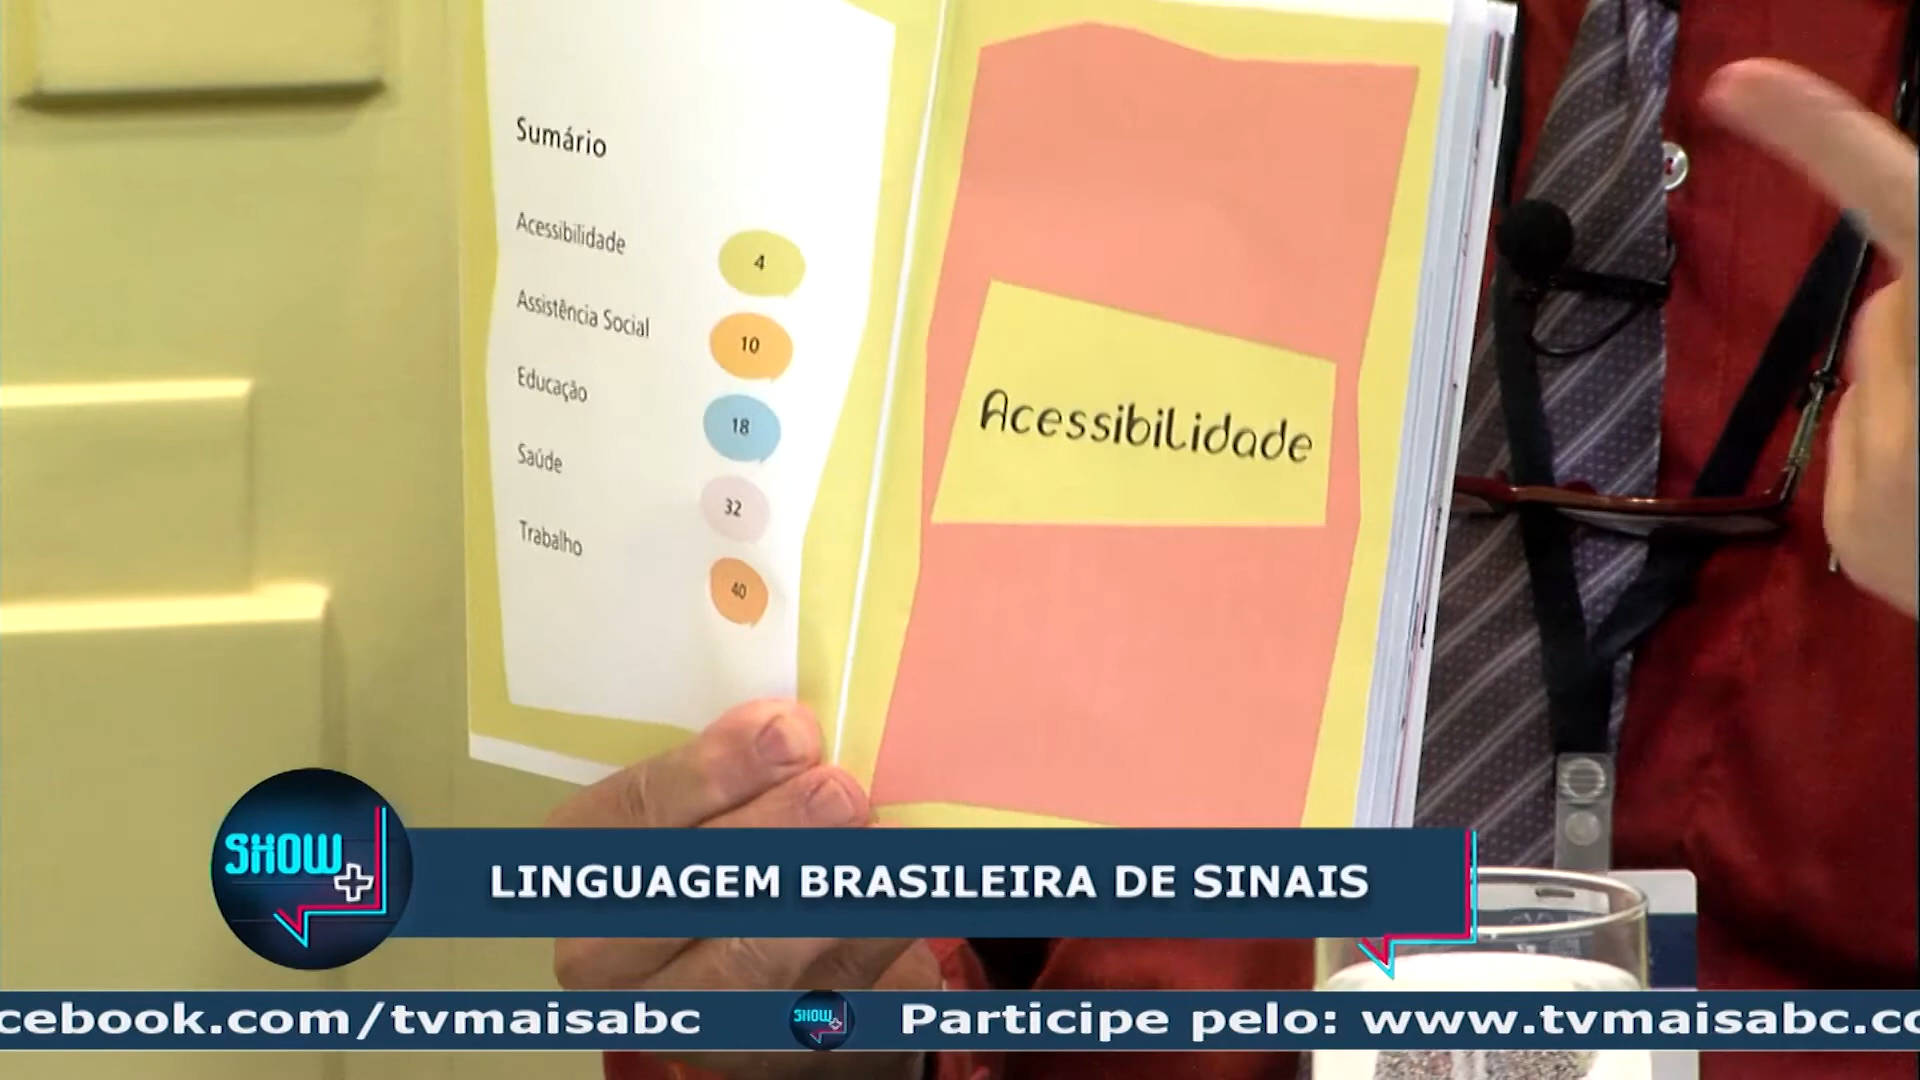 Sumário
Acessibilidade
4
Assistência Social
10
Educação
18
Saúde
32
Trabalho
40
Acessibilidade
SHOW+
LINGUAGEM BRASILEIRA DE SINAIS
cebook.com/tvmaisabc
SHOW+
Participe pelo: www.tvmaisabc.co